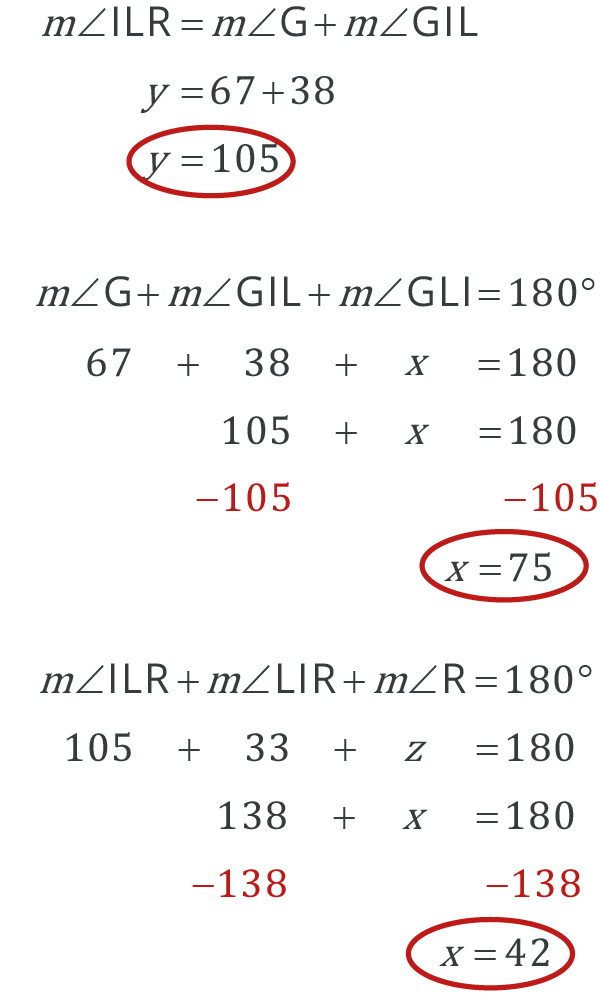 m∠ILR = m∠G + m∠GIL
y = 67 + 38
y = 105
m∠G + m∠GIL + m∠GLI = 180°
67 + 38 + x = 180
105 + x = 180
−105 −105
x = 75
m∠ILR + m∠LIR + m∠R = 180°
105 + 33 + z = 180
138 + x = 180
−138 −138
x = 42